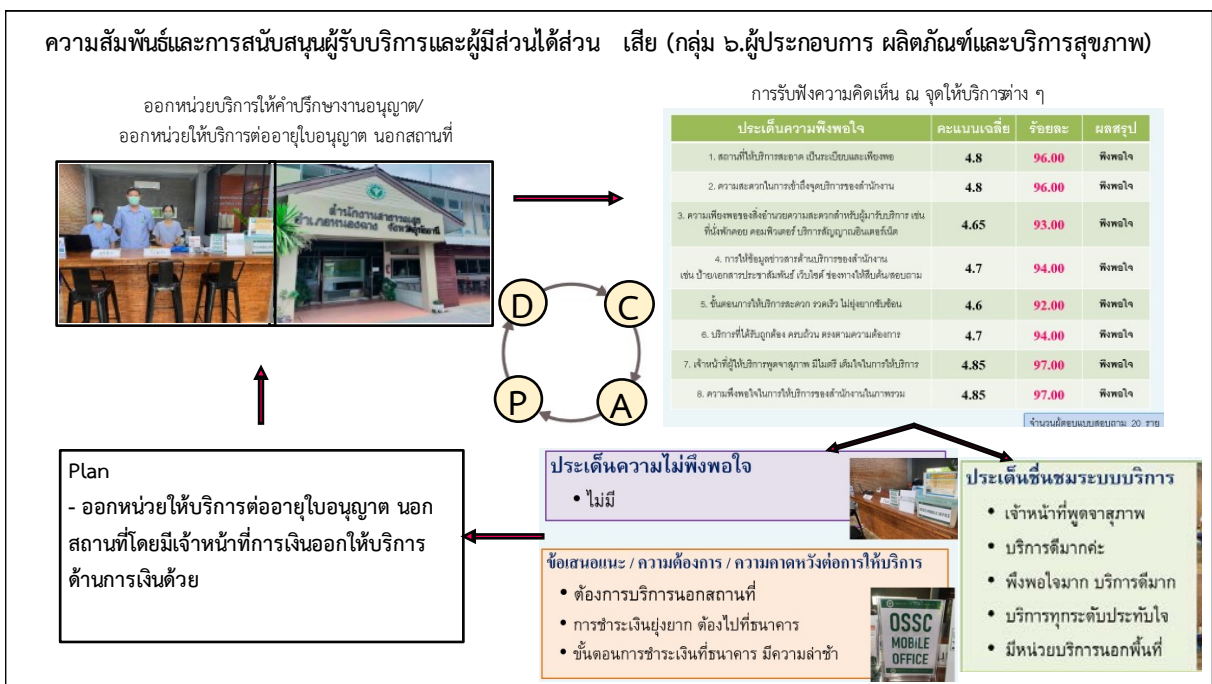 ความสัมพันธ์และการสนับสนุนผู้รับบริการและผู้มีส่วนได้ส่วน เสีย (กลุ่ม ๖.ผู้ประกอบการ ผลิตภัณฑ์และบริการสุขภาพ)
ออกหน่วยบริการให้คำปรึกษางานอนุญาต/
ออกหน่วยให้บริการต่ออายุใบอนุญาต นอกสถานที่
สำนักงานสาธารณสุข
อำเภอหนองฉาง จังหวัดอุทัยธานี
การรับฟังความคิดเห็น ณ จุดให้บริการต่าง ๆ
ประเด็นความพึงพอใจ คะแนนเฉลี่ย ร้อยละ ผลสรุป
1. สถานที่ให้บริการสะอาด เป็นระเบียบและเพียงพอ 4.8 96.00 พึงพอใจ
2. ความสะดวกในการเข้าถึงจุดบริการของสำนักงาน 4.8 96.00 พึงพอใจ
3. ความเพียงพอของสิ่งอำนวยความสะดวกสำหรับผู้มารับบริการ เช่น
ที่นั่งพักคอย คอมพิวเตอร์ บริการสัญญาณอินเตอร์เน็ต 4.65 93.00 พึงพอใจ
4. การให้ข้อมูลข่าวสารด้านบริการของสำนักงาน
เช่น ป้าย/เอกสารประชาสัมพันธ์ เว็บไซต์ ช่องทางให้สืบค้น/สอบถาม 4.7 94.00 พึงพอใจ
5. ขั้นตอนการให้บริการสะดวก รวดเร็ว ไม่ยุ่งยากซับซ้อน 4.6 92.00 พึงพอใจ
6. บริการที่ได้รับถูกต้อง ครบถ้วน ตรงตามความต้องการ 4.7 94.00 พึงพอใจ
7. เจ้าหน้าที่ผู้ให้บริการพูดจาสุภาพ มีไมตรี เต็มใจในการให้บริการ 4.85 97.00 พึงพอใจ
8. ความพึงพอใจในการให้บริการของสำนักงานในภาพรวม 4.85 97.00 พึงพอใจ
จำนวนผู้ตอบแบบสอบถาม 20 ราย
D
C
P
A
Plan
- ออกหน่วยให้บริการต่ออายุใบอนุญาต นอก
สถานที่โดยมีเจ้าหน้าที่การเงินออกให้บริการ
ด้านการเงินด้วย
ประเด็นความไม่พึงพอใจ
• ไม่มี
ข้อเสนอแนะ / ความต้องการ / ความคาดหวังต่อการให้บริการ
• ต้องการบริการนอกสถานที่
• การชำระเงินยุ่งยาก ต้องไปที่ธนาคาร
• ขั้นตอนการชำระเงินที่ธนาคาร มีความล่าช้า
OSSC
MOBILE
OFFICE
ประเด็นชื่นชมระบบบริการ
• เจ้าหน้าที่พูดจาสุภาพ
• บริการดีมากค่ะ
• พึงพอใจมาก บริการดีมาก
• บริการทุกระดับประทับใจ
• มีหน่วยบริการนอกพื้นที่